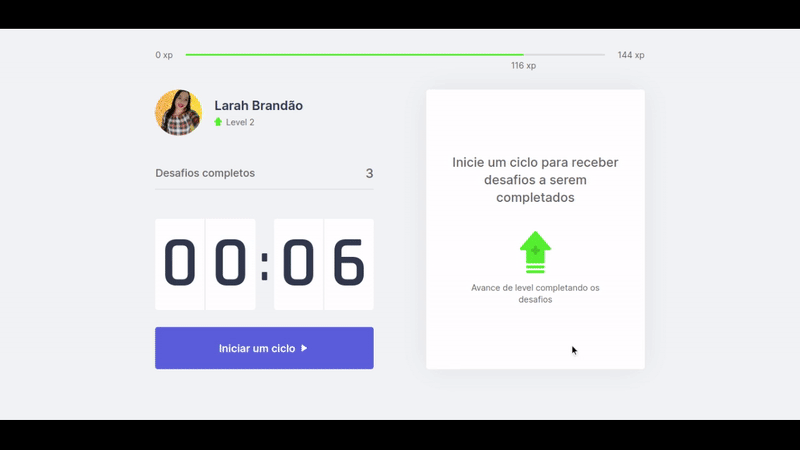 0 xp
144 xp
116 xp
Larah Brandão
Level 2
Desafios completos 3
00:06
Iniciar um ciclo
Inicie um ciclo para receber
desafios a serem
completados
Avance de level completando os
desafios